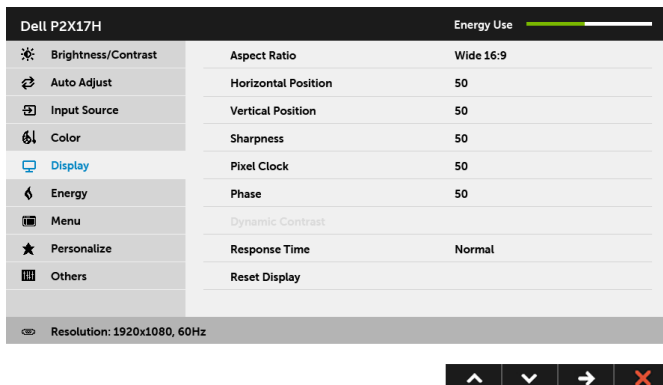 Dell P2X17H Energy Use
Brightness/Contrast Aspect Ratio Wide 16:9
Auto Adjust Horizontal Position 50
Input Source Vertical Position 50
Color Sharpness 50
Display Pixel Clock 50
Energy Phase 50
Menu Dynamic Contrast
Personalize Response Time Normal
Others Reset Display
Resolution: 1920x1080, 60Hz